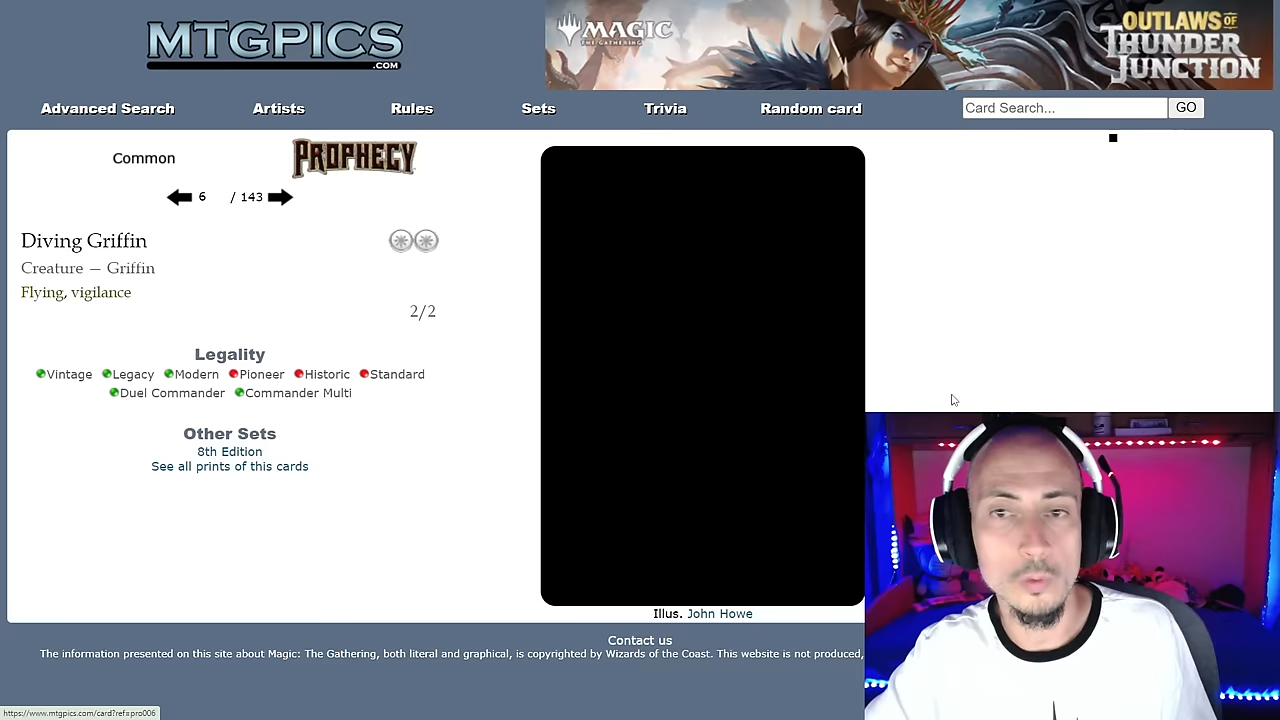 MTGPICS
.COM
MAGIC
THE GATHERING
OUTLAWS OF
THUNDER
JUNCTION
Advanced Search Artists Rules Sets Trivia Random card Card Search... GO
Common PROPHECY
6 / 143
Diving Griffin
Creature — Griffin
Flying, vigilance
2/2
Legality
Vintage Legacy Modern Pioneer Historic Standard
Duel Commander Commander Multi
Other Sets
8th Edition
See all prints of this cards
Illus. John Howe
Contact us
The information presented on this site about Magic: The Gathering, both literal and graphical, is copyrighted by Wizards of the Coast. This website is not produced,
https://www.mtgpics.com/card?ref=pro006